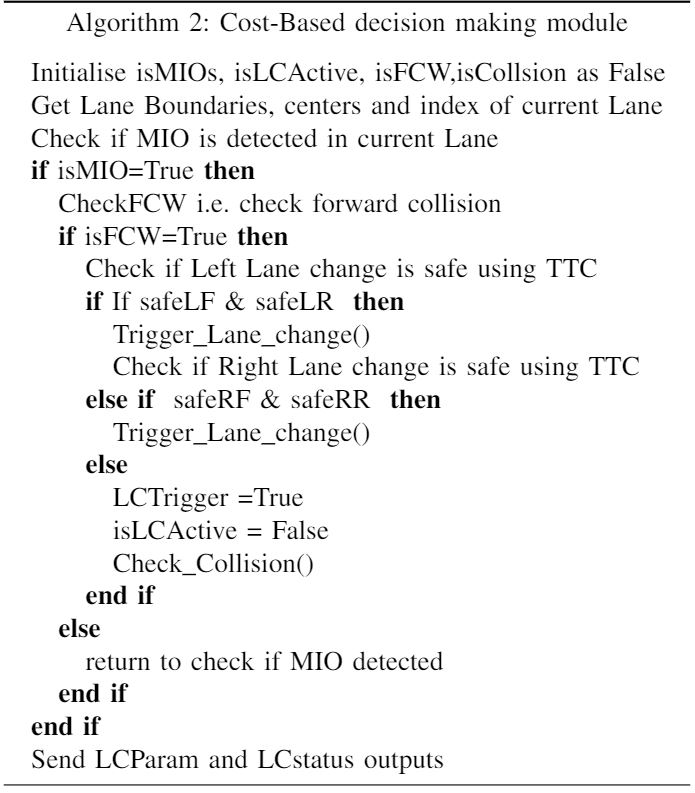 Algorithm 2: Cost-Based decision making module
Initialise isMIOs, isLCActive, isFCW,isCollsion as False
Get Lane Boundaries, centers and index of current Lane
Check if MIO is detected in current Lane
if isMIO=True then
CheckFCW i.e. check forward collision
if isFCW=True then
Check if Left Lane change is safe using TTC
if If safeLF & safeLR then
Trigger_Lane_change()
Check if Right Lane change is safe using TTC
else if safeRF & safeRR then
Trigger_Lane_change()
else
LCTrigger =True
isLCActive = False
Check_Collision()
end if
else
return to check if MIO detected
end if
end if
Send LCParam and LCstatus outputs